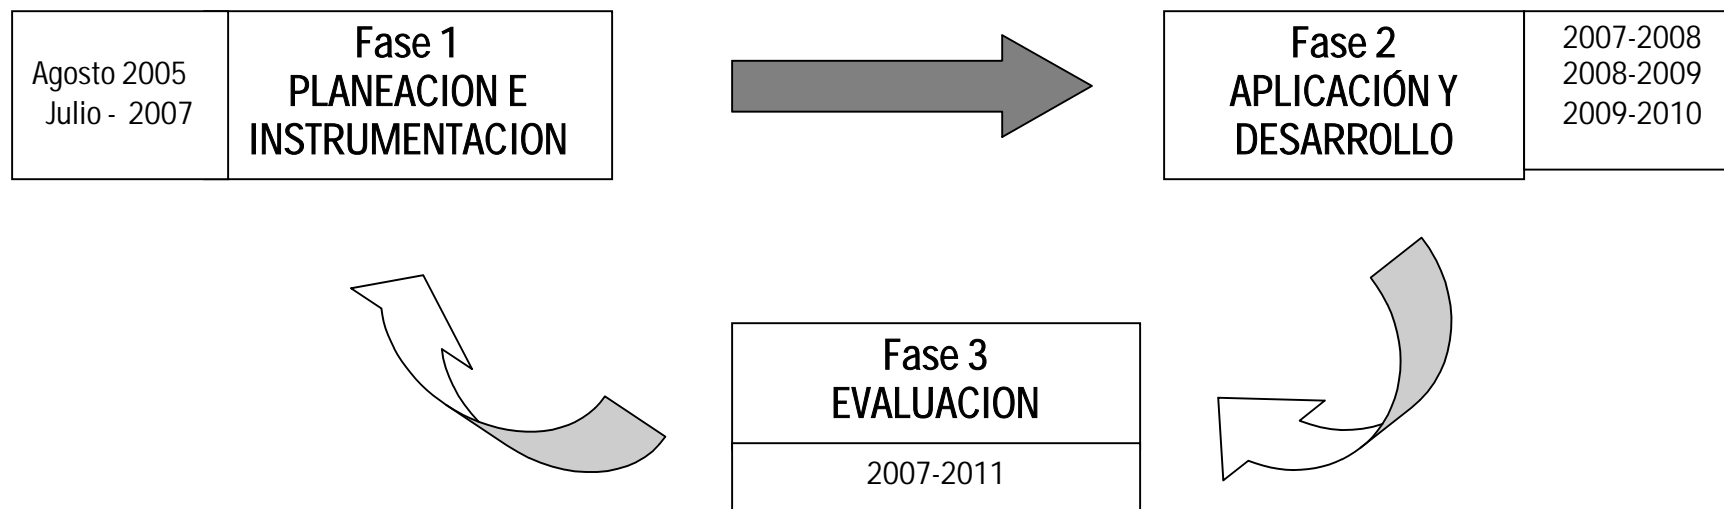 Agosto 2005
Julio - 2007
Fase 1
PLANEACION E
INSTRUMENTACION
Fase 2
APLICACIÓN Y
DESARROLLO
2007-2008
2008-2009
2009-2010
Fase 3
EVALUACION
2007-2011